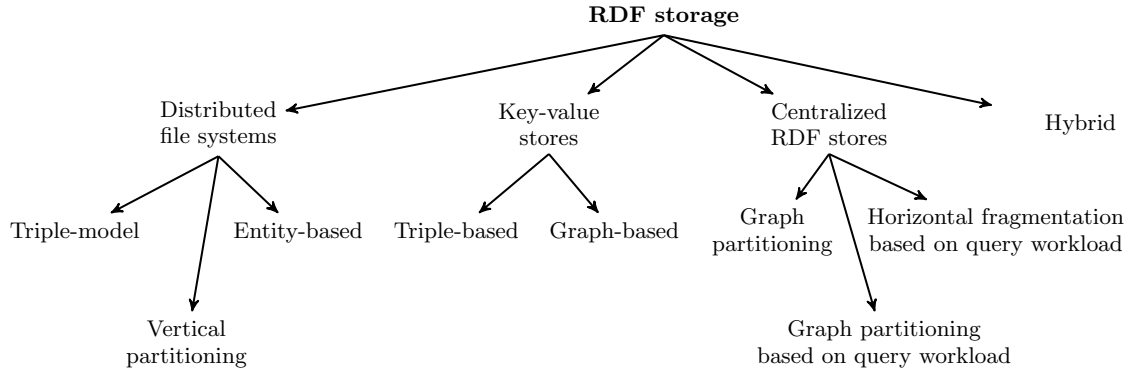 RDF storage
Distributed
file systems
Key-value
stores
Centralized
RDF stores
Hybrid
Triple-model
Entity-based
Triple-based
Graph-based
Graph
partitioning
Horizontal fragmentation
based on query workload
Vertical
partitioning
Graph partitioning
based on query workload